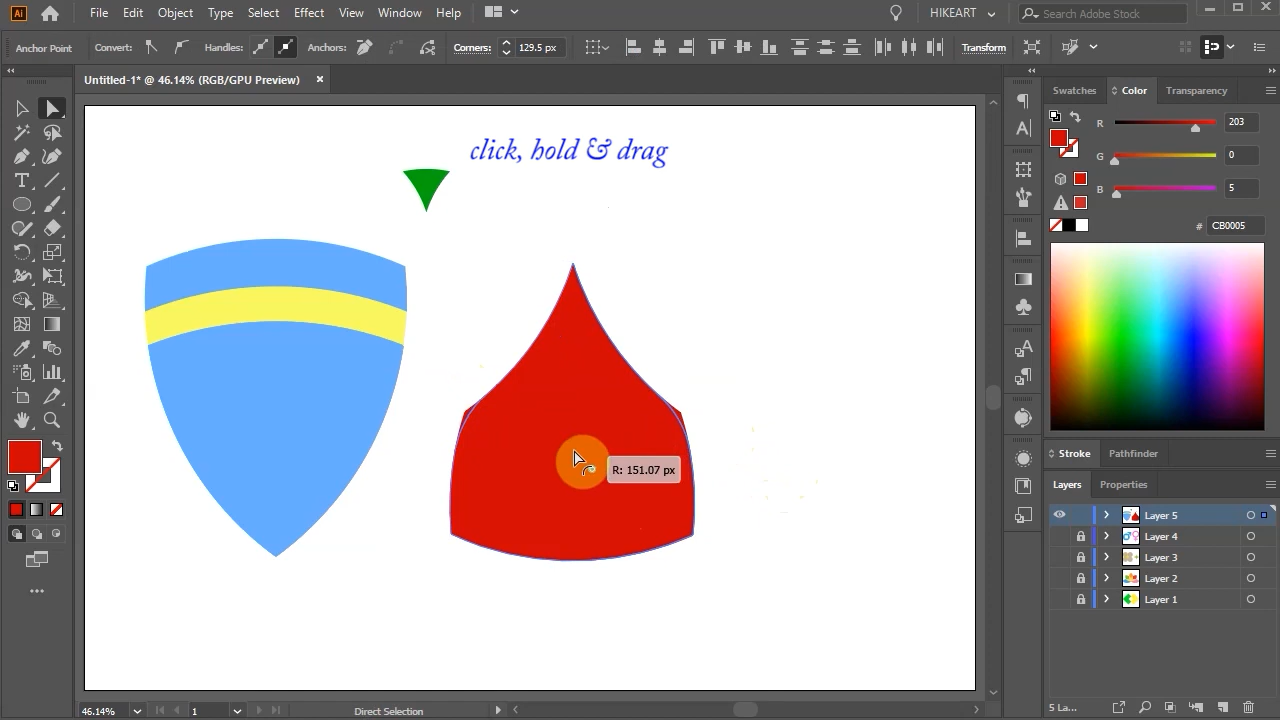 Ai File Edit Object Type Select Effect View Window Help HIKEART Search Adobe Stock
Anchor Point Convert: Handles: Anchors: Corners: 129.5 px Transform
Untitled-1* @ 46.14% (RGB/GPU Preview) ×
Swatches Color Transparency
click, hold & drag
R 203
G 0
B 5
# CB0005
R: 151.07 px
Stroke Pathfinder
Layers Properties
Layer 5
Layer 4
Layer 3
Layer 2
Layer 1
46.14% 1 Direct Selection 5 La...